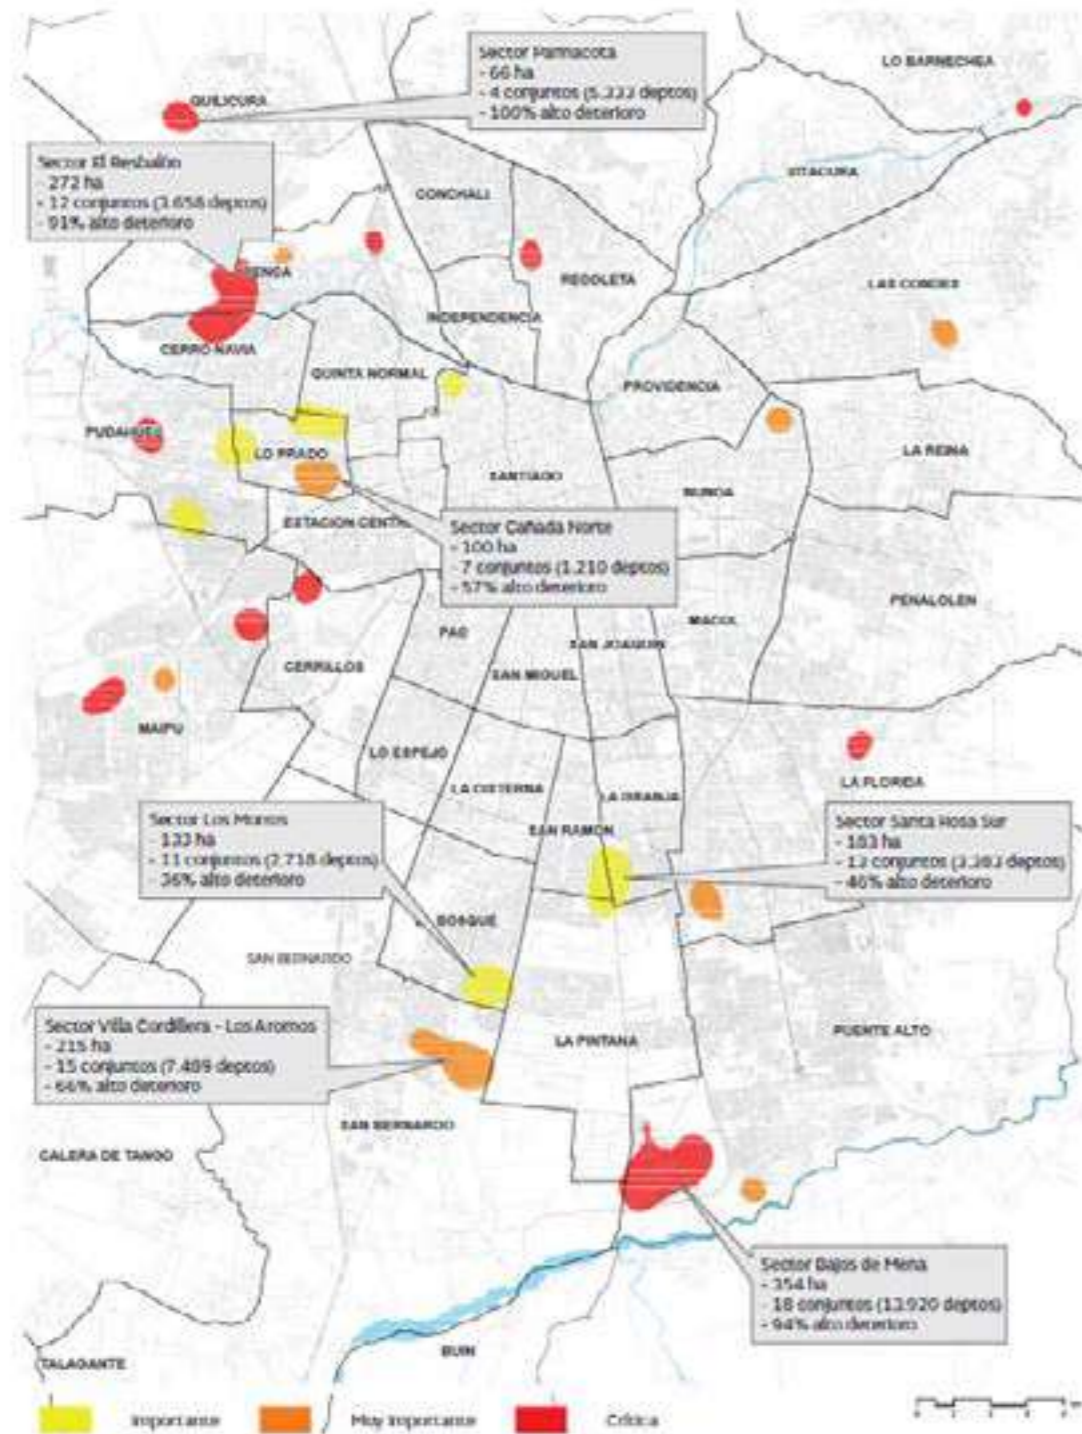 Sector Parinacota
- 66 ha
- 4 conjuntos (5.333 deptos)
- 100% alto deterioro
LO BARNECHEA
QUILICURA
Sector El Resbalón
- 272 ha
- 12 conjuntos (3.658 deptos)
- 91% alto deterioro
VITACURA
CONCHALI
RENCA
RECOLETA
LAS CONDES
INDEPENDENCIA
CERRO NAVIA
QUINTA NORMAL
PROVIDENCIA
PUDAHUEL
LO PRADO
LA REINA
SANTIAGO
ÑUÑOA
ESTACION CENTR
Sector Cañada Norte
- 100 ha
- 7 conjuntos (1.210 deptos)
- 57% alto deterioro
PEÑALOLEN
MACUL
PAC
SAN JOAQUIN
CERRILLOS
SAN MIGUEL
MAIPU
LO ESPEJO
LA FLORIDA
LA CISTERNA
LA GRANJA
Sector Los Morros
- 133 ha
- 11 conjuntos (2.718 deptos)
- 36% alto deterioro
SAN RAMON
Sector Santa Rosa Sur
- 183 ha
- 13 conjuntos (3.383 deptos)
- 46% alto deterioro
BOSQUE
SAN BERNARDO
Sector Villa Cordillera - Los Aromos
- 215 ha
- 15 conjuntos (7.489 deptos)
- 66% alto deterioro
LA PINTANA
PUENTE ALTO
SAN BERNARDO
CALERA DE TANGO
Sector Bajos de Mena
- 354 ha
- 18 conjuntos (13.920 deptos)
- 94% alto deterioro
BUIN
TALAGANTE
Importante
Muy Importante
Crítica